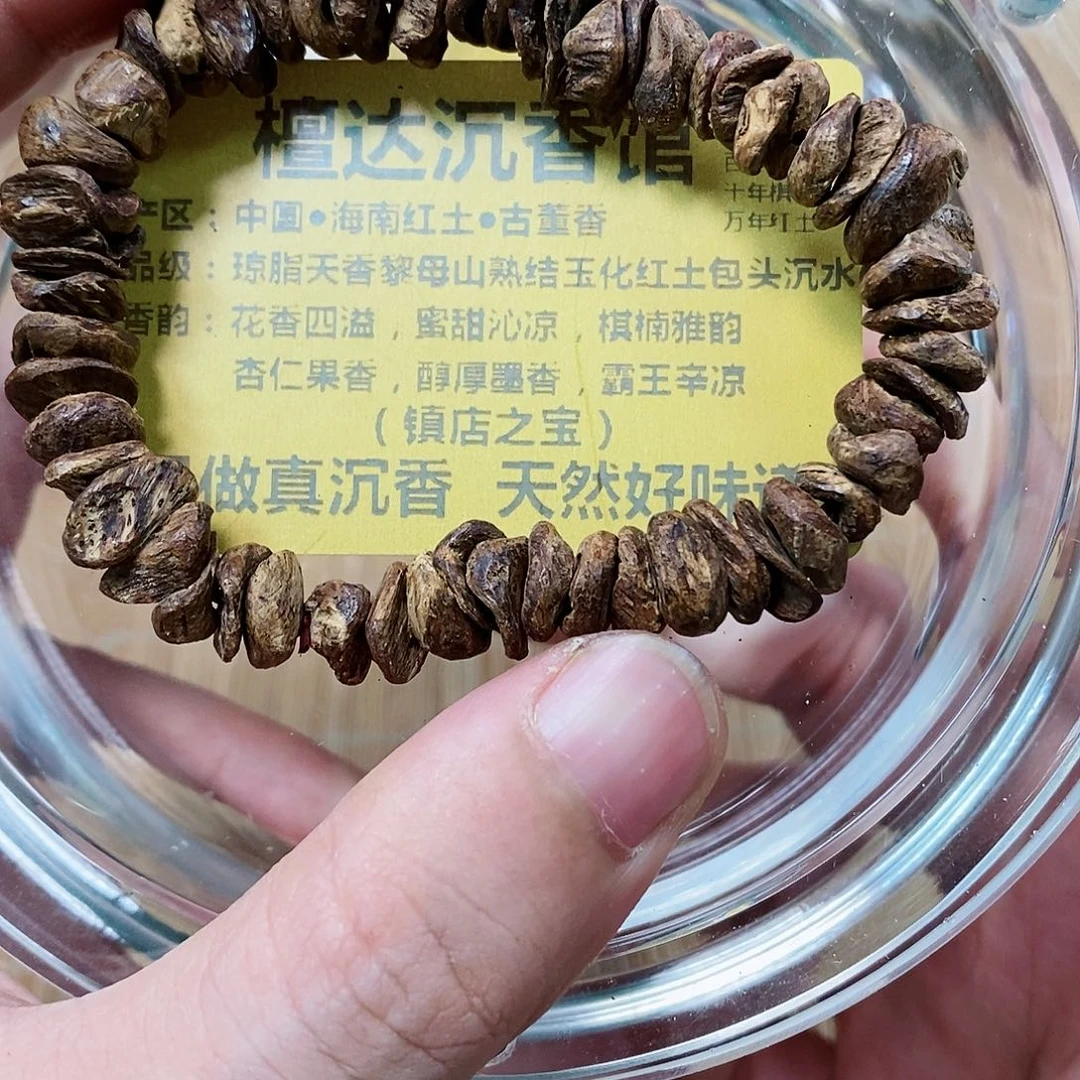 檀达沉香馆
十年棋
万年红土
产区：中国•海南红土•古董香
品级：琼脂天香黎母山熟结玉化红土包头沉水
香韵：花香四溢，蜜甜沁凉，棋楠雅韵
杏仁果香，醇厚墨香，霸王辛凉
（镇店之宝）
做真沉香 天然好味道